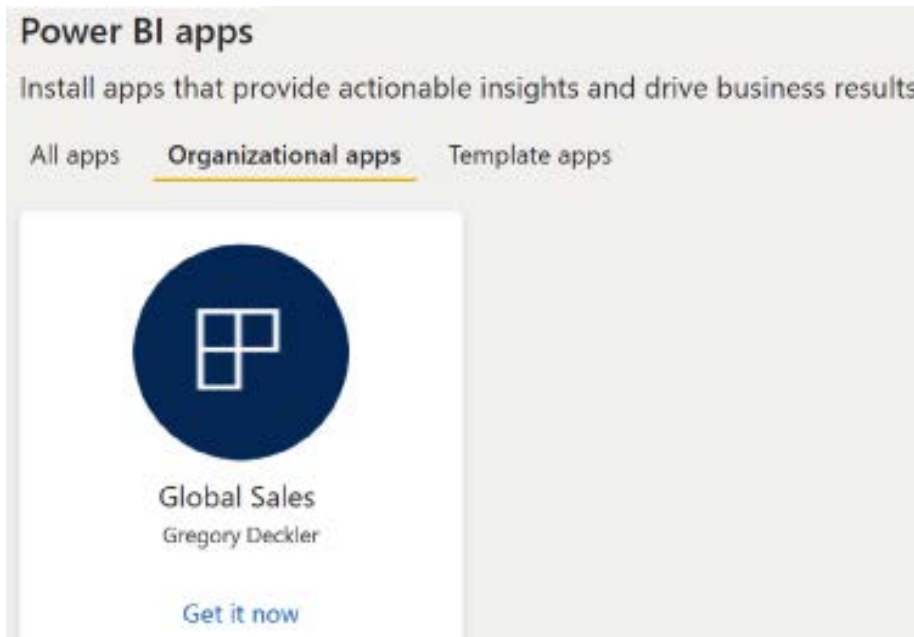 Power BI apps
Install apps that provide actionable insights and drive business results
All apps Organizational apps Template apps
Global Sales
Gregory Deckler
Get it now